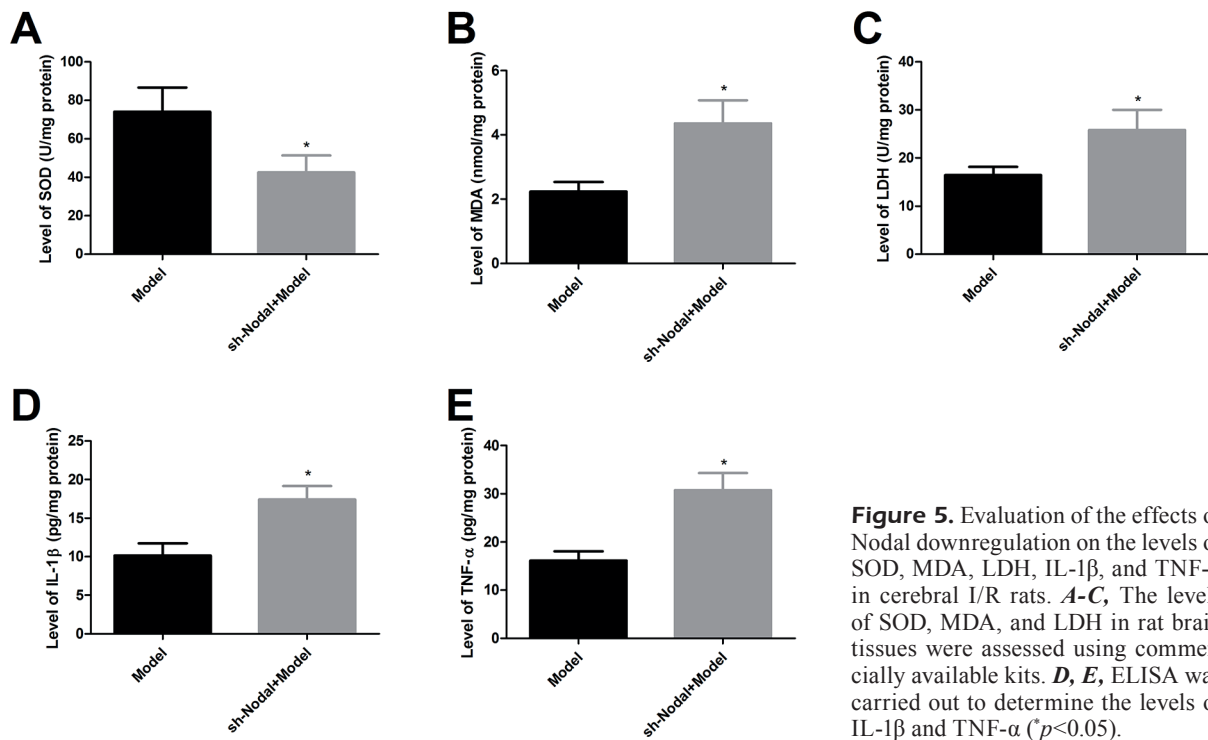 A
Level of SOD (U/mg protein)
100
80
60
40
20
0
*
Model
sh-Nodal+Model
B
Level of MDA (nmol/mg protein)
6
4
2
0
*
Model
sh-Nodal+Model
C
Level of LDH (U/mg protein)
40
30
20
10
0
*
Model
sh-Nodal+Model
D
Level of IL-1β (pg/mg protein)
25
20
15
10
5
0
*
Model
sh-Nodal+Model
E
Level of TNF-α (pg/mg protein)
40
30
20
10
0
*
Model
sh-Nodal+Model
Figure 5. Evaluation of the effects
Nodal downregulation on the levels
SOD, MDA, LDH, IL-1β, and TNF-
in cerebral I/R rats. A-C, The level
of SOD, MDA, and LDH in rat brai
tissues were assessed using commer
cially available kits. D, E, ELISA wa
carried out to determine the levels
IL-1β and TNF-α (*p<0.05).